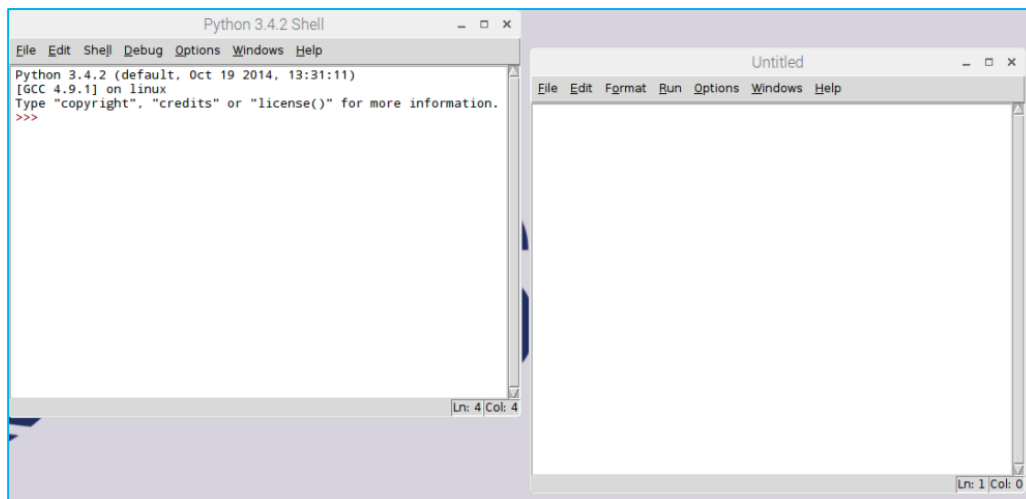 Python 3.4.2 Shell
File Edit Shell Debug Options Windows Help
Python 3.4.2 (default, Oct 19 2014, 13:31:11)
[GCC 4.9.1] on linux
Type "copyright", "credits" or "license()" for more information.
>>>
Ln: 4 Col: 4
Untitled
File Edit Format Run Options Windows Help
Ln: 1 Col: 0